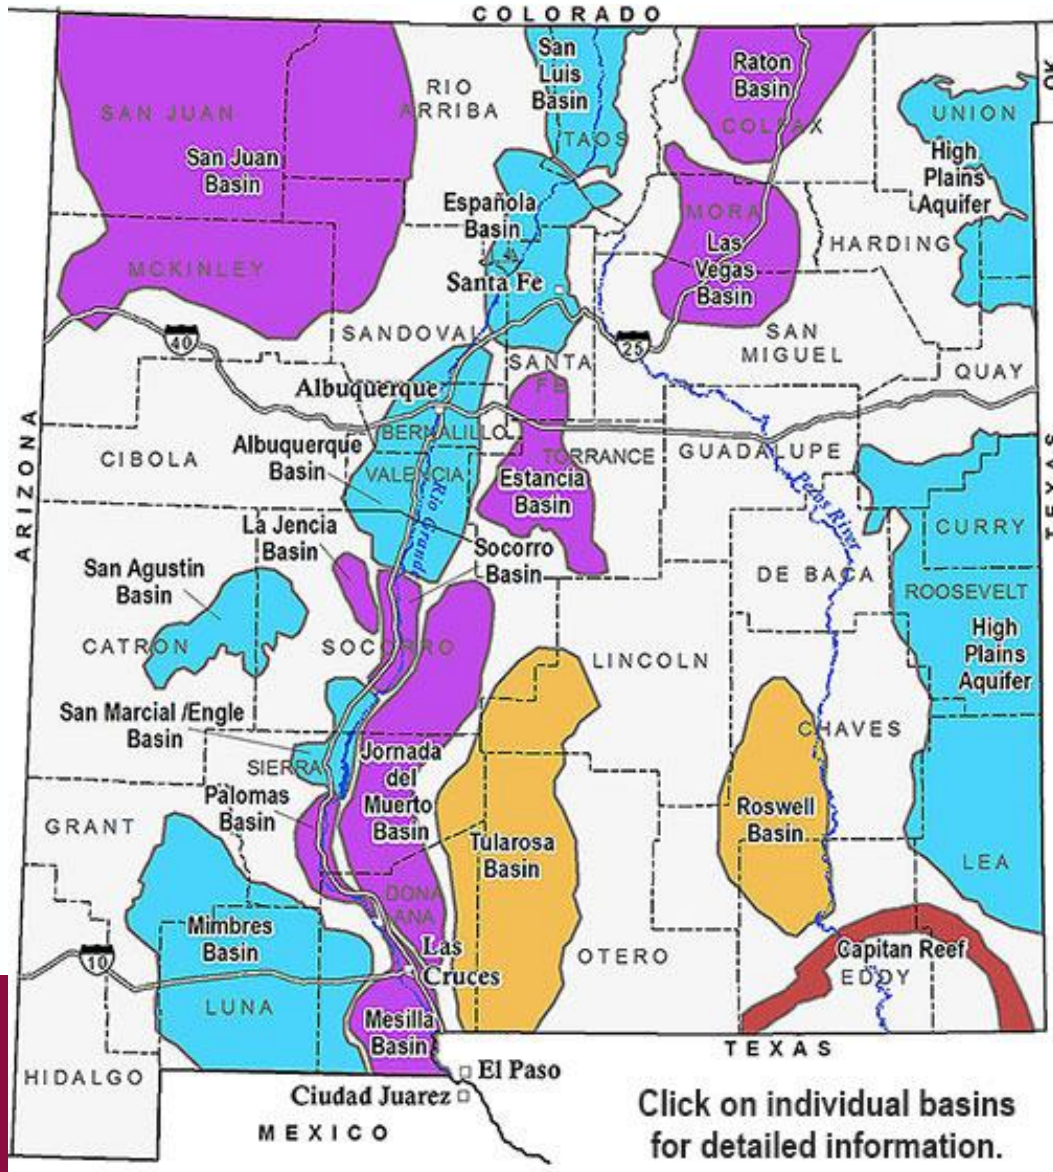 COLORADO
OK
San
Luis
Basin
TAOS
RIO
ARRIBA
Raton
Basin
COLFAX
SAN JUAN
San Juan
Basin
UNION
High
Plains
Aquifer
Española
Basin
MORA
Las
Vegas
Basin
HARDING
MCKINLEY
Santa Fe
SANDOVAL
40
25
SAN
MIGUEL
SANTA
FE
QUAY
Albuquerque
BERNALILLO
Albuquerque
Basin
VALENCIA
CIBOLA
ARIZONA
Rio Grande
TORRANCE
Estancia
Basin
GUADALUPE
Pecos River
TEXAS
CURRY
La Jencia
Basin
Socorro
Basin
San Agustin
Basin
DE BACA
ROOSEVELT
High
Plains
Aquifer
CATRON
SOCORRO
LINCOLN
San Marcial /Engle
Basin
CHAVES
SIERRA
Jornada
del
Muerto
Basin
Palomas
Basin
GRANT
Tularosa
Basin
Roswell
Basin
LEA
DONA
ANA
Mimbres
Basin
Las
Cruces
OTERO
Capitan Reef
EDDY
10
LUNA
Mesilla
Basin
TEXAS
HIDALGO
El Paso
Ciudad Juarez
MEXICO
Click on individual basins
for detailed information.